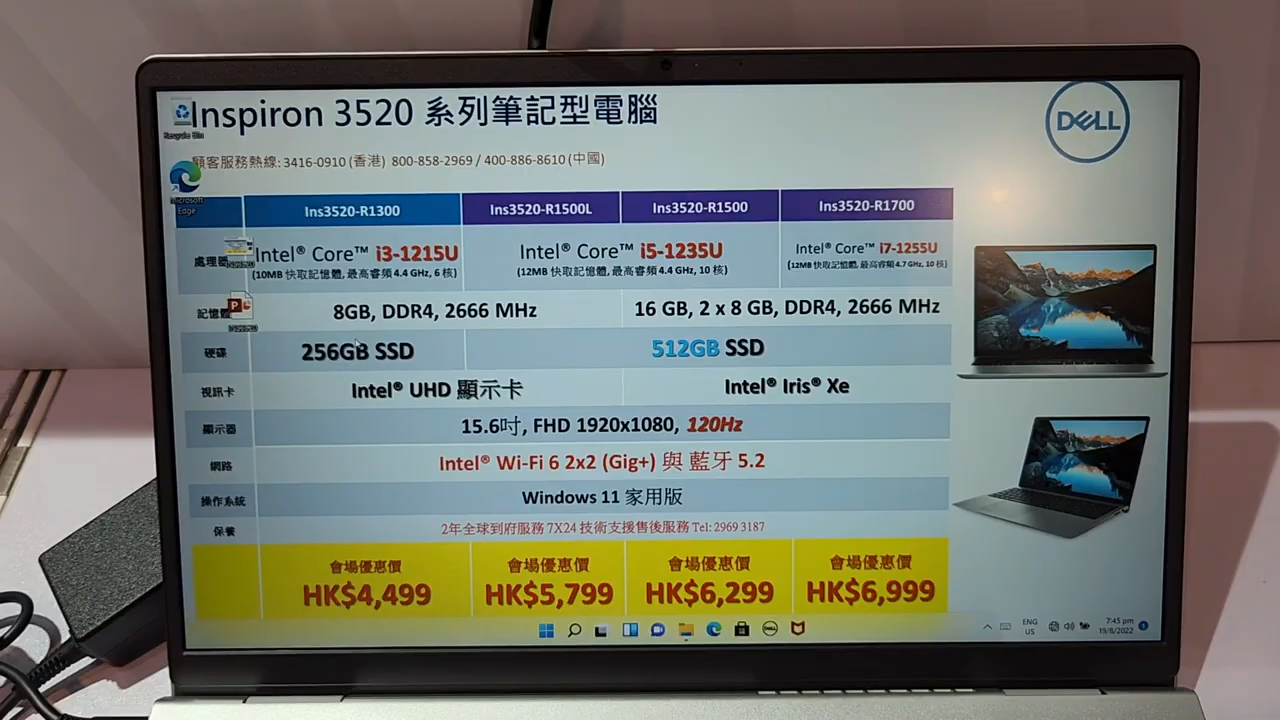 Inspiron 3520 系列筆記型電腦
DELL
Recycle Bin
顧客服務熱線: 3416-0910 (香港) 800-858-2969 / 400-886-8610 (中國)
Microsoft
Edge
Ins3520-R1300 Ins3520-R1500L Ins3520-R1500 Ins3520-R1700
處理器 Intel® Core™ i3-1215U Intel® Core™ i5-1235U Intel® Core™ i7-1255U
(10MB 快取記憶體, 最高睿頻 4.4 GHz, 6 核) (12MB 快取記憶體, 最高睿頻 4.4 GHz, 10 核) (12MB 快取記憶體, 最高睿頻 4.7 GHz, 10 核)
記憶體 8GB, DDR4, 2666 MHz 16 GB, 2 x 8 GB, DDR4, 2666 MHz
硬碟 256GB SSD 512GB SSD
視訊卡 Intel® UHD 顯示卡 Intel® Iris® Xe
顯示器 15.6吋, FHD 1920x1080, 120Hz
網路 Intel® Wi-Fi 6 2x2 (Gig+) 與 藍牙 5.2
操作系統 Windows 11 家用版
保養 2年全球到府服務 7X24 技術支援售後服務 Tel: 2969 3187
會場優惠價 會場優惠價 會場優惠價 會場優惠價
HK$4,499 HK$5,799 HK$6,299 HK$6,999
ENG
US
7:45 pm
19/8/2022